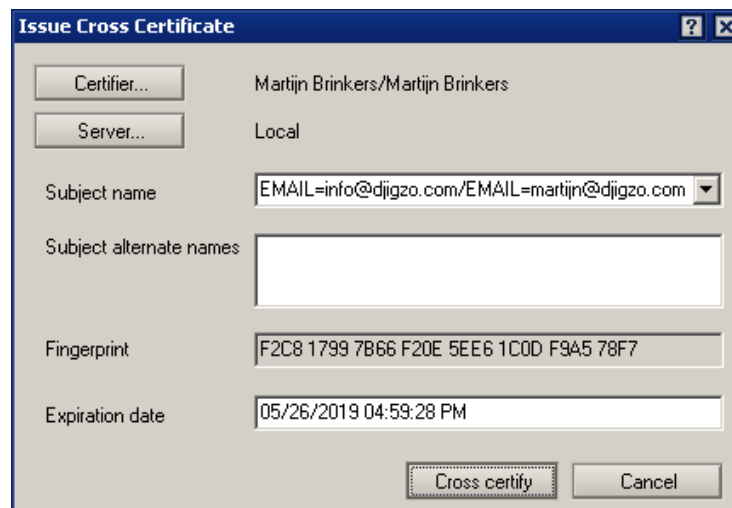 Issue Cross Certificate
Certifier... Martijn Brinkers/Martijn Brinkers
Server... Local
Subject name EMAIL=info@djigzo.com/EMAIL=martijn@djigzo.com
Subject alternate names
Fingerprint F2C8 1799 7B66 F20E 5EE6 1C0D F9A5 78F7
Expiration date 05/26/2019 04:59:28 PM
Cross certify Cancel